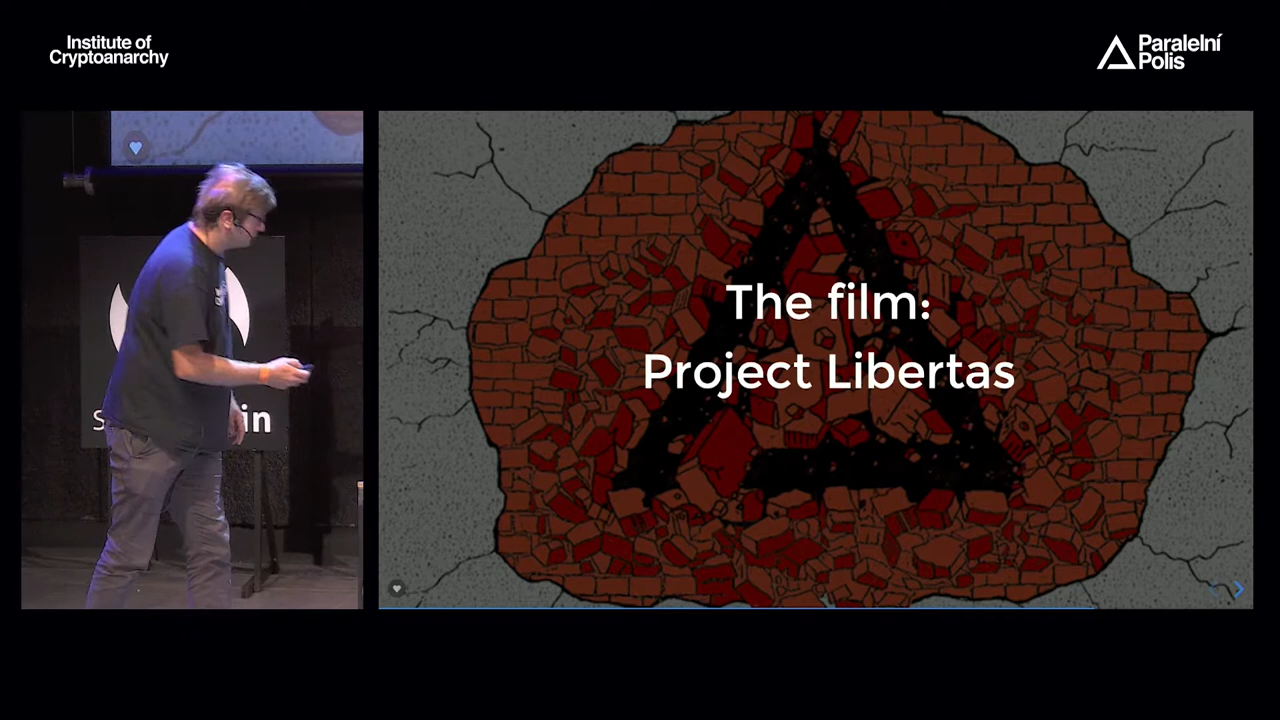 Institute of
Cryptoanarchy
Paralelní
Polis
The film:
Project Libertas